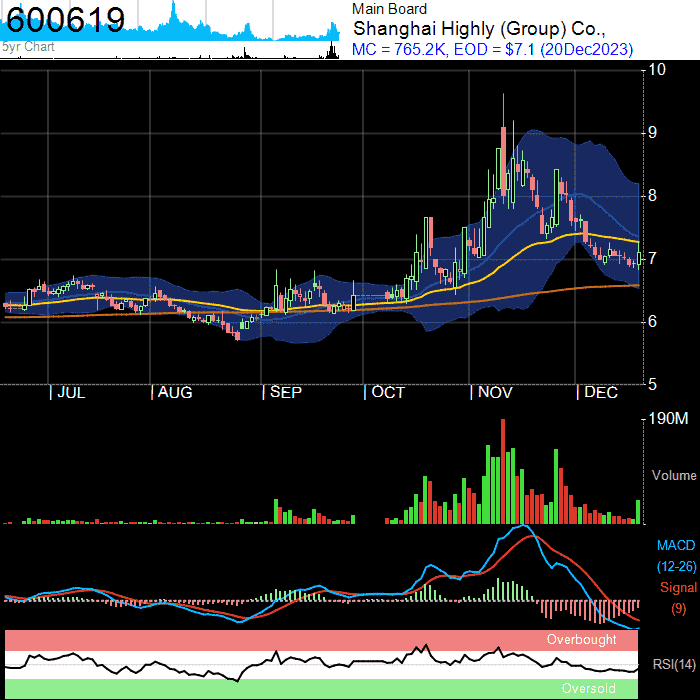 600619
5yr Chart
Main Board
Shanghai Highly (Group) Co.,
MC = 765.2K, EOD = $7.1 (20Dec2023)
10
9
8
7
6
5
| JUL | AUG | SEP | OCT | NOV | DEC
190M
Volume
MACD
(12-26)
Signal
(9)
Overbought
RSI(14)
Oversold